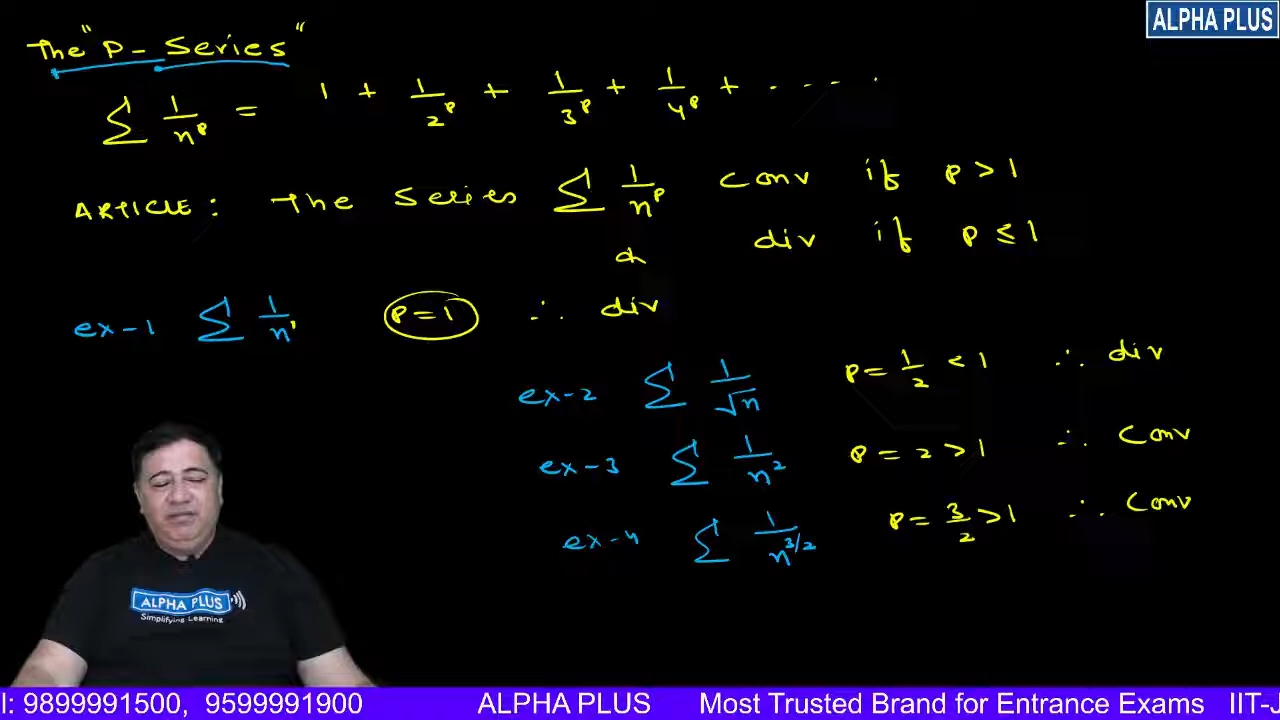 ALPHA PLUS
The "P - Series"
∑ 1/n^p = 1 + 1/2^p + 1/3^p + 1/4^p + .......
ARTICLE : The Series ∑ 1/n^p conv if p > 1
& div if p ≤ 1
ex-1 ∑ 1/n^1 P=1 ∴ div
ex-2 ∑ 1/√n P = 1/2 < 1 ∴ div
ex-3 ∑ 1/n^2 P = 2 > 1 ∴ Conv
ex-4 ∑ 1/n^3/2 P = 3/2 > 1 ∴ Conv
ALPHA PLUS
Simplifying Learning
l: 9899991500, 9599991900 ALPHA PLUS Most Trusted Brand for Entrance Exams IIT-J